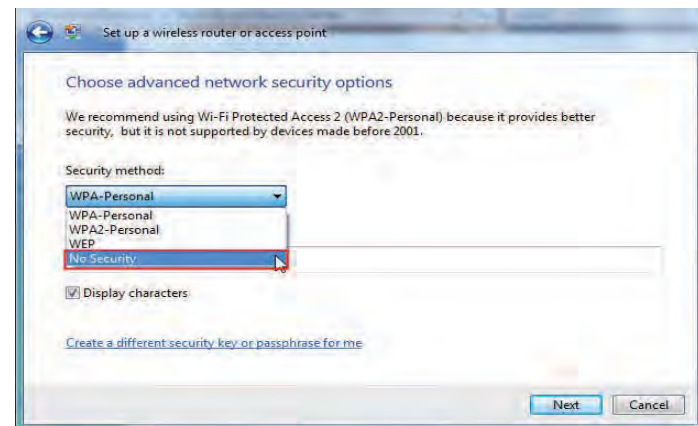 Set up a wireless router or access point
Choose advanced network security options
We recommend using Wi-Fi Protected Access 2 (WPA2-Personal) because it provides better
security, but it is not supported by devices made before 2001.
Security method:
WPA-Personal
WPA-Personal
WPA2-Personal
WEP
No Security
Display characters
Create a different security key or passphrase for me
Next Cancel